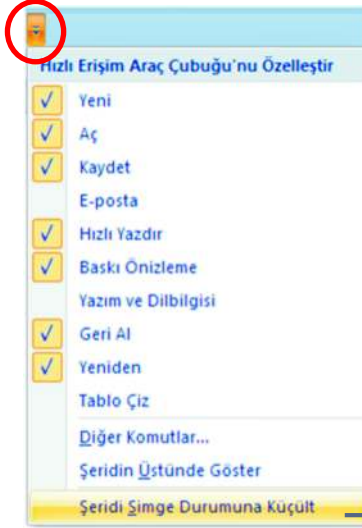 Hızlı Erişim Araç Çubuğu'nu Özelleştir
Yeni
Aç
Kaydet
E-posta
Hızlı Yazdır
Baskı Önizleme
Yazım ve Dilbilgisi
Geri Al
Yeniden
Tablo Çiz
Diğer Komutlar...
Şeridin Üstünde Göster
Şeridi Simge Durumuna Küçült